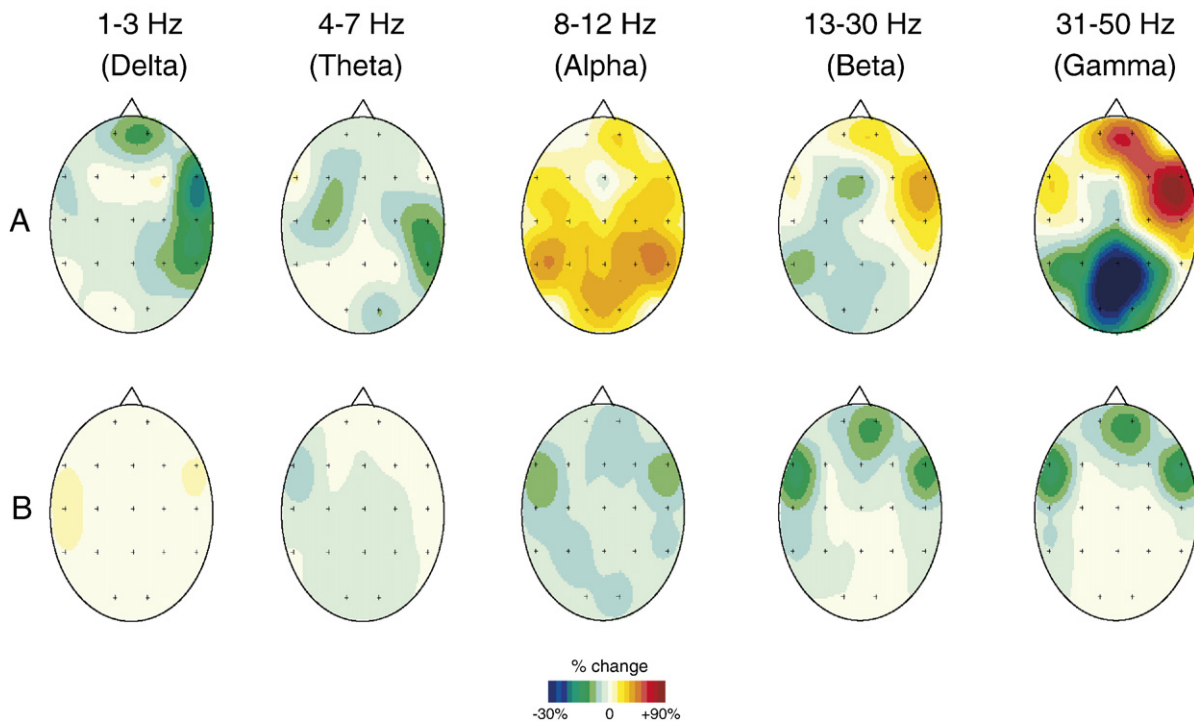 1-3 Hz 4-7 Hz 8-12 Hz 13-30 Hz 31-50 Hz
(Delta) (Theta) (Alpha) (Beta) (Gamma)
A
B
% change
-30% 0 +90%